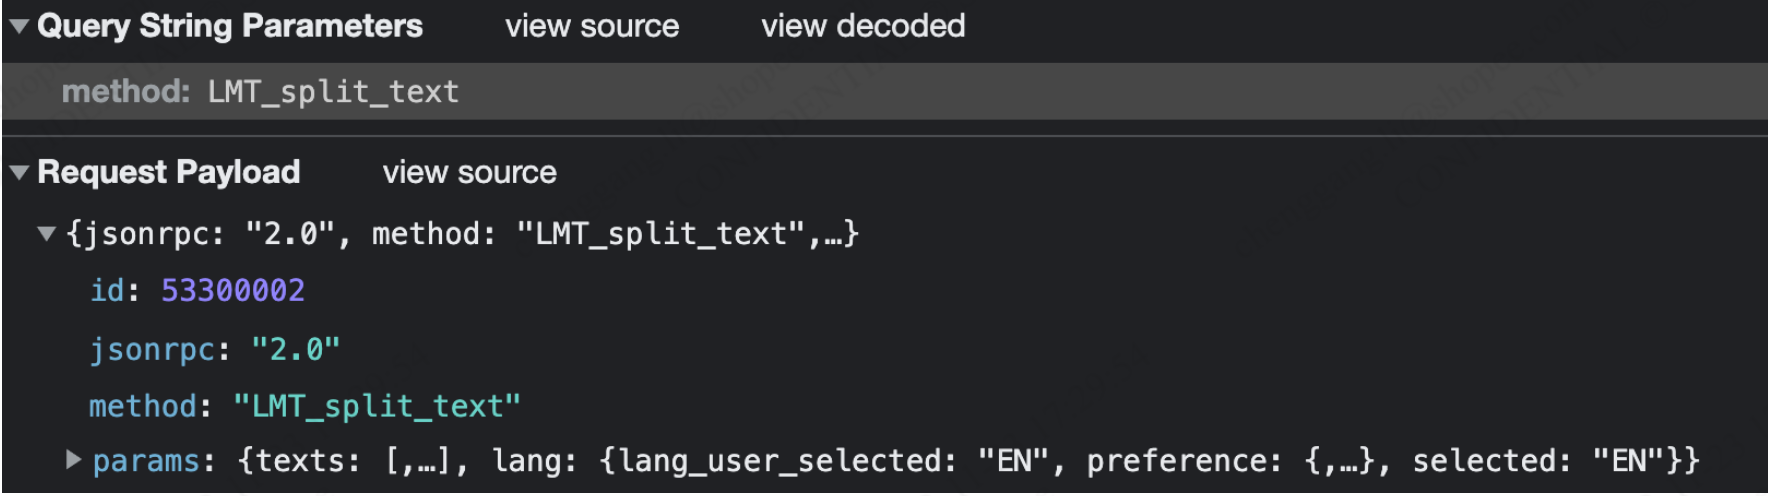 Query String Parameters view source view decoded
method: LMT_split_text
Request Payload view source
{jsonrpc: "2.0", method: "LMT_split_text",…}
id: 53300002
jsonrpc: "2.0"
method: "LMT_split_text"
params: {texts: [,…], lang: {lang_user_selected: "EN", preference: {,…}, selected: "EN"}}